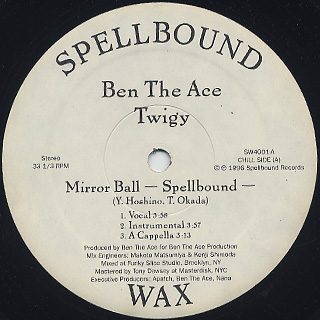 SPELLBOUND
Ben The Ace
Twigy
Stereo
33 1/3 RPM
SW4001 A
CHILL SIDE (A)
© ℗ 1996 Spellbound Records
Mirror Ball — Spellbound —
(Y. Hoshino, T. Okada)
1. Vocal 3:58
2. Instrumental 3:57
3. A Cappella 3:13
Produced by Ben The Ace for Ben The Ace Production
Mix Engineers: Makoto Matsumiya & Kenji Shimoda
Mixed at Funky Slice Studio, Brooklyn, NY
Mastered by Tony Dawsey at Masterdisk, NYC
Executive Producers: Apatch, Ben The Ace, Nana
WAX